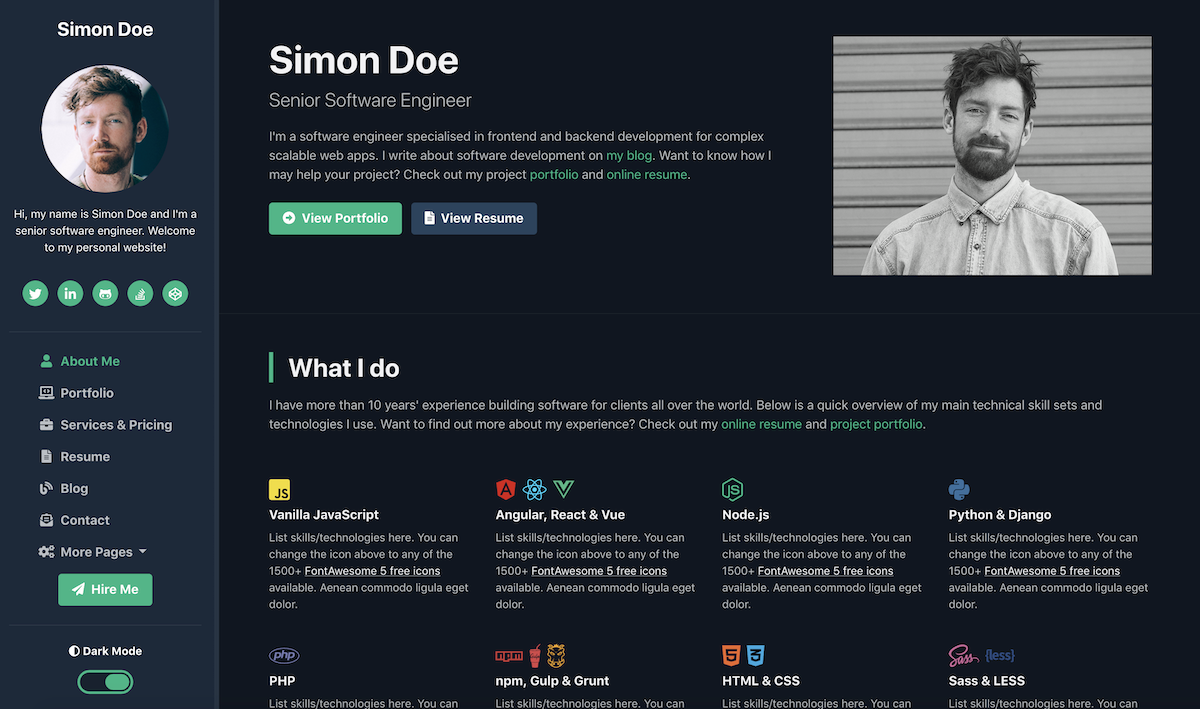 Simon Doe
Hi, my name is Simon Doe and I'm a
senior software engineer. Welcome
to my personal website!
in
About Me
Portfolio
Services & Pricing
Resume
Blog
Contact
More Pages
Hire Me
Dark Mode
Simon Doe
Senior Software Engineer
I'm a software engineer specialised in frontend and backend development for complex
scalable web apps. I write about software development on my blog. Want to know how I
may help your project? Check out my project portfolio and online resume.
View Portfolio
View Resume
What I do
I have more than 10 years' experience building software for clients all over the world. Below is a quick overview of my main technical skill sets and
technologies I use. Want to find out more about my experience? Check out my online resume and project portfolio.
JS
Vanilla JavaScript
List skills/technologies here. You can
change the icon above to any of the
1500+ FontAwesome 5 free icons
available. Aenean commodo ligula eget
dolor.
A
Angular, React & Vue
List skills/technologies here. You can
change the icon above to any of the
1500+ FontAwesome 5 free icons
available. Aenean commodo ligula eget
dolor.
JS
Node.js
List skills/technologies here. You can
change the icon above to any of the
1500+ FontAwesome 5 free icons
available. Aenean commodo ligula eget
dolor.
Python & Django
List skills/technologies here. You can
change the icon above to any of the
1500+ FontAwesome 5 free icons
available. Aenean commodo ligula eget
dolor.
php
PHP
List skills/technologies here. You can
npm
npm, Gulp & Grunt
List skills/technologies here. You can
5 3
HTML & CSS
List skills/technologies here. You can
Sass {less}
Sass & LESS
List skills/technologies here. You can